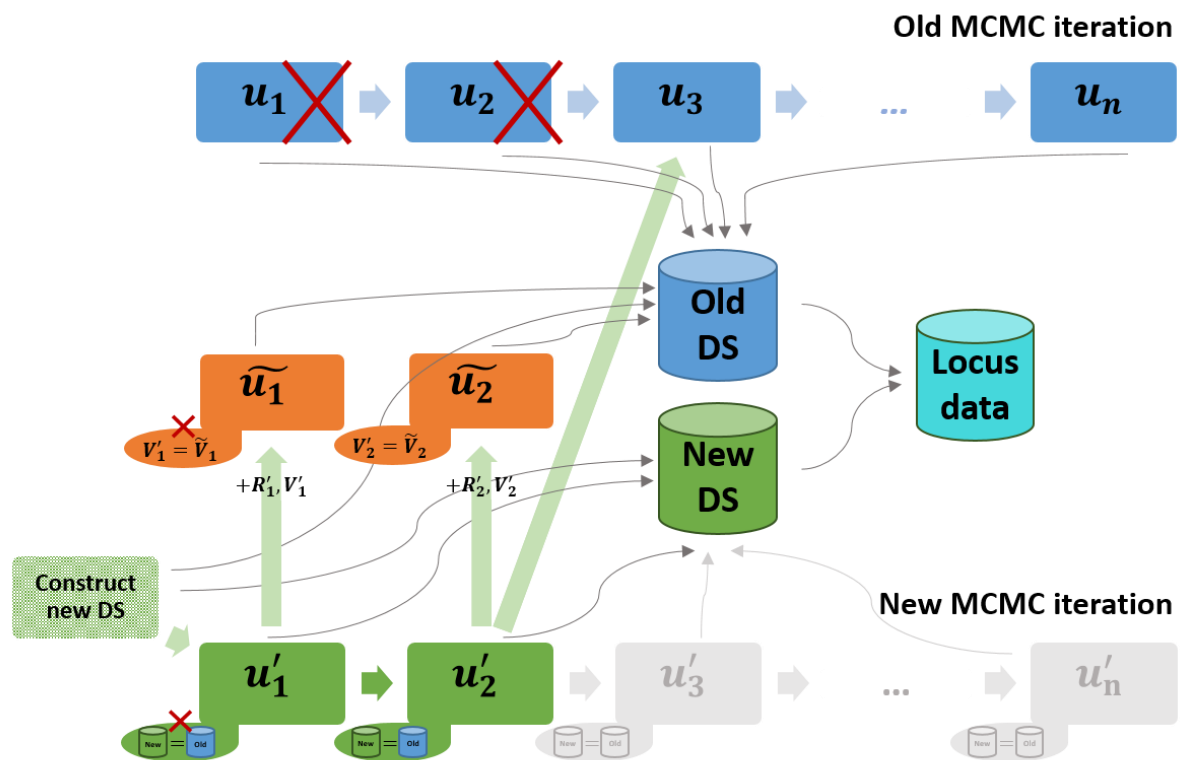 Old MCMC iteration
u₁
u₂
u₃
...
uₙ
Old
DS
Locus
data
ũ₁
ũ₂
V′₁ = Ṽ₁
V′₂ = Ṽ₂
New
DS
+R′₁, V′₁
+R′₂, V′₂
Construct
new DS
New MCMC iteration
u′₁
u′₂
u′₃
...
u′ₙ
New = Old
New = Old
New = Old
New = Old